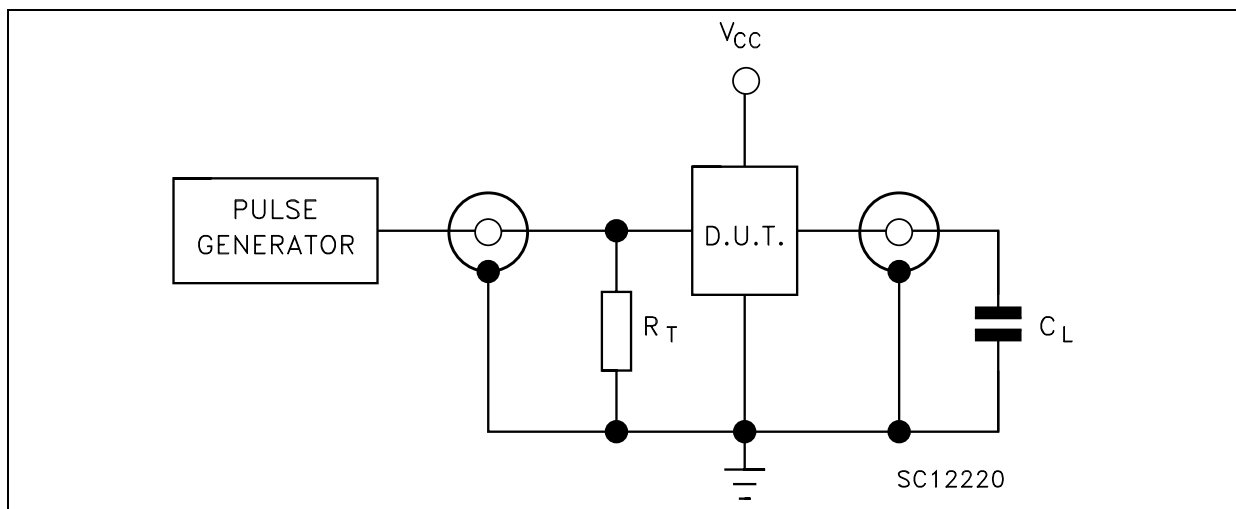 VCC
PULSE
GENERATOR
D.U.T.
RT
CL
SC12220